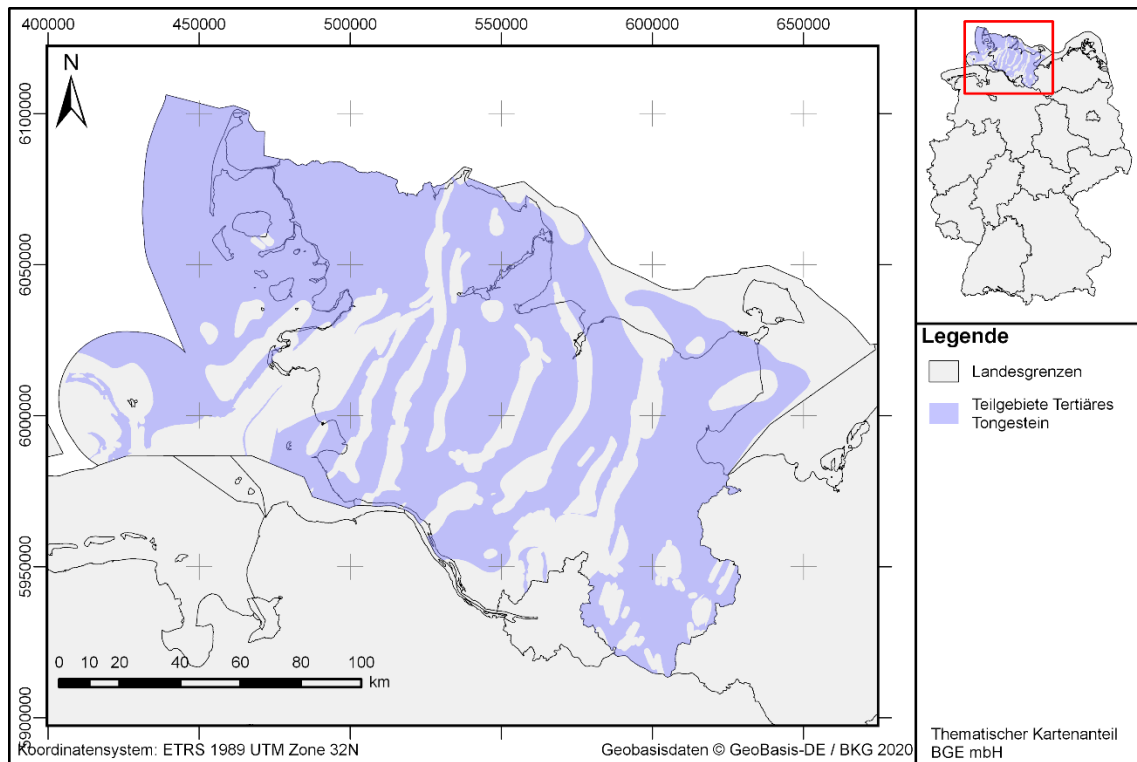 400000 450000 500000 550000 600000 650000
N
6100000
6050000
6000000
5950000
5900000
0 10 20 40 60 80 100
km
Koordinatensystem: ETRS 1989 UTM Zone 32N
Geobasisdaten © GeoBasis-DE / BKG 2020
Legende
Landesgrenzen
Teilgebiete Tertiäres
Tongestein
Thematischer Kartenanteil
BGE mbH